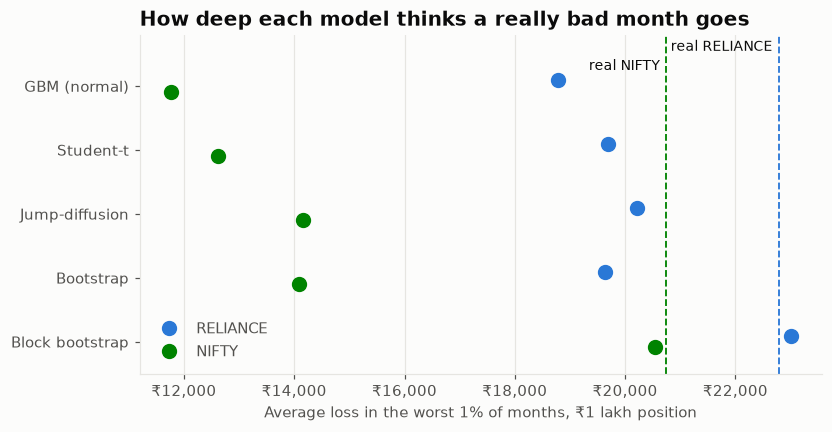 How deep each model thinks a really bad month goes
real RELIANCE
real NIFTY
GBM (normal)
Student-t
Jump-diffusion
Bootstrap
Block bootstrap
RELIANCE
NIFTY
₹12,000 ₹14,000 ₹16,000 ₹18,000 ₹20,000 ₹22,000
Average loss in the worst 1% of months, ₹1 lakh position